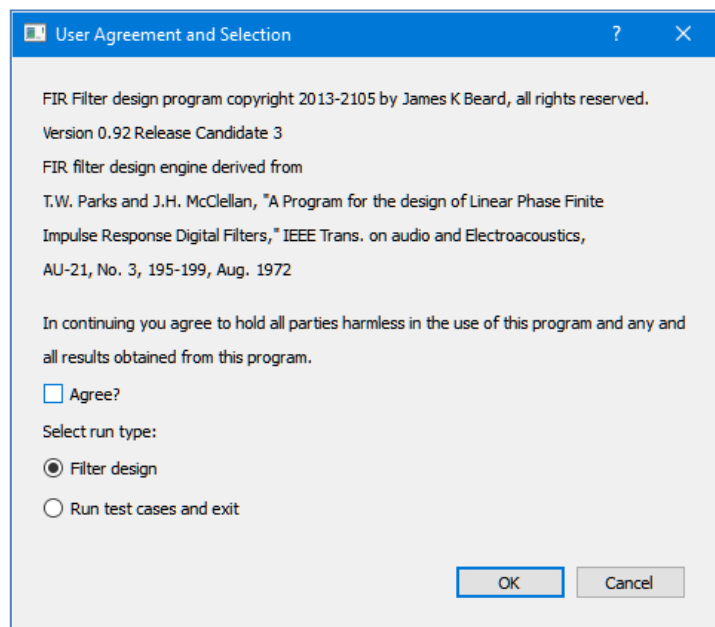 User Agreement and Selection ?
FIR Filter design program copyright 2013-2105 by James K Beard, all rights reserved.
Version 0.92 Release Candidate 3
FIR filter design engine derived from
T.W. Parks and J.H. McClellan, "A Program for the design of Linear Phase Finite
Impulse Response Digital Filters," IEEE Trans. on audio and Electroacoustics,
AU-21, No. 3, 195-199, Aug. 1972
In continuing you agree to hold all parties harmless in the use of this program and any and
all results obtained from this program.
Agree?
Select run type:
Filter design
Run test cases and exit
OK Cancel